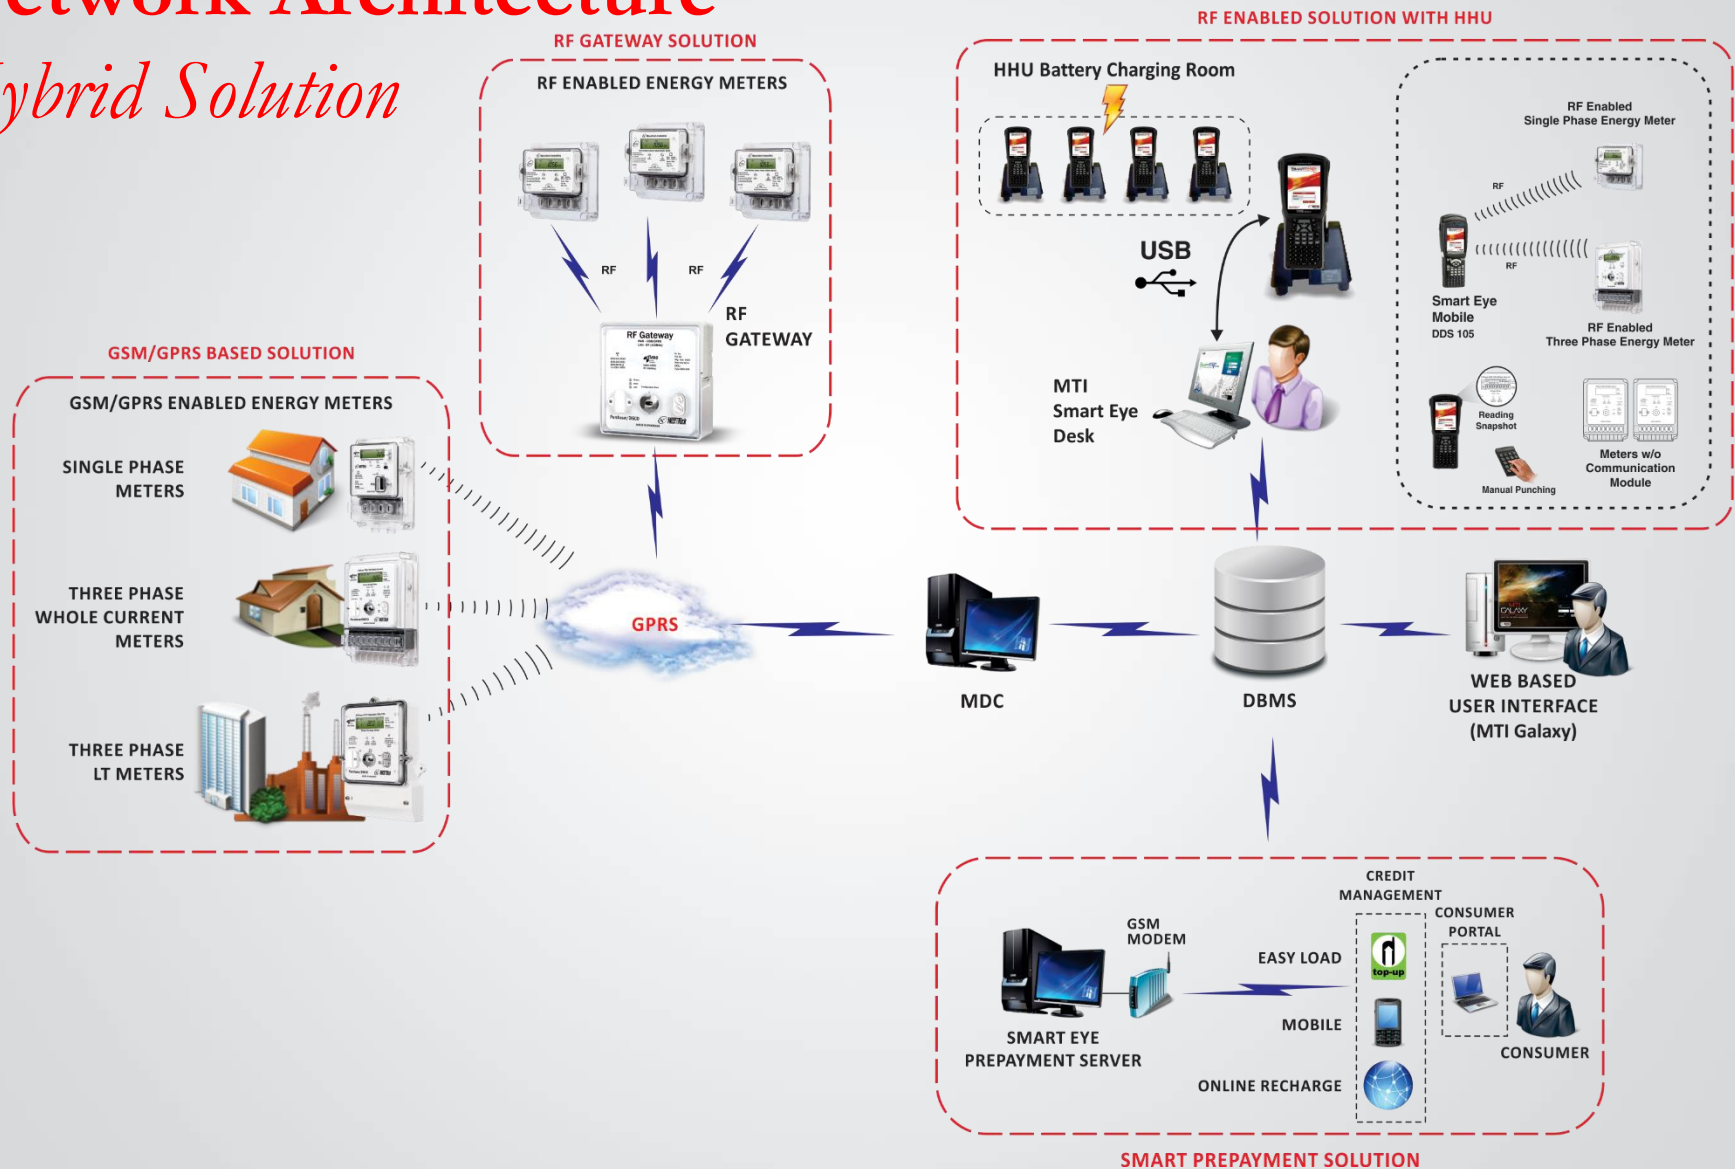 etwork Architecture
ybrid Solution
RF GATEWAY SOLUTION
RF ENABLED ENERGY METERS
RF
RF
RF
GATEWAY
RF Gateway
GSM/GPRS BASED SOLUTION
GSM/GPRS ENABLED ENERGY METERS
SINGLE PHASE
METERS
THREE PHASE
WHOLE CURRENT
METERS
THREE PHASE
LT METERS
GPRS
MDC
DBMS
WEB BASED
USER INTERFACE
(MTI Galaxy)
RF ENABLED SOLUTION WITH HHU
HHU Battery Charging Room
USB
MTI
Smart Eye
Desk
RF Enabled
Single Phase Energy Meter
RF
RF
Smart Eye
Mobile
DDS 105
RF Enabled
Three Phase Energy Meter
Reading
Snapshot
Manual Punching
Meters w/o
Communication
Module
CREDIT
MANAGEMENT
CONSUMER
PORTAL
GSM
MODEM
EASY LOAD
top-up
MOBILE
ONLINE RECHARGE
SMART EYE
PREPAYMENT SERVER
CONSUMER
SMART PREPAYMENT SOLUTION